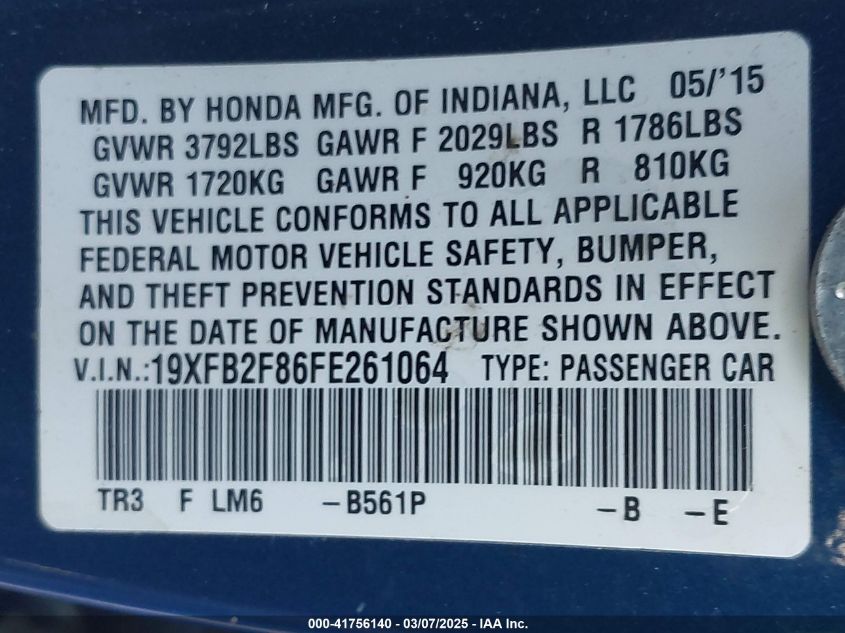 MFD. BY HONDA MFG. OF INDIANA, LLC 05/'15
GVWR 3792LBS GAWR F 2029LBS R 1786LBS
GVWR 1720KG GAWR F 920KG R 810KG
THIS VEHICLE CONFORMS TO ALL APPLICABLE
FEDERAL MOTOR VEHICLE SAFETY, BUMPER,
AND THEFT PREVENTION STANDARDS IN EFFECT
ON THE DATE OF MANUFACTURE SHOWN ABOVE.
V.I.N.:19XFB2F86FE261064 TYPE: PASSENGER CAR
TR3 F LM6 -B561P -B -E
000-41756140 - 03/07/2025 - IAA Inc.